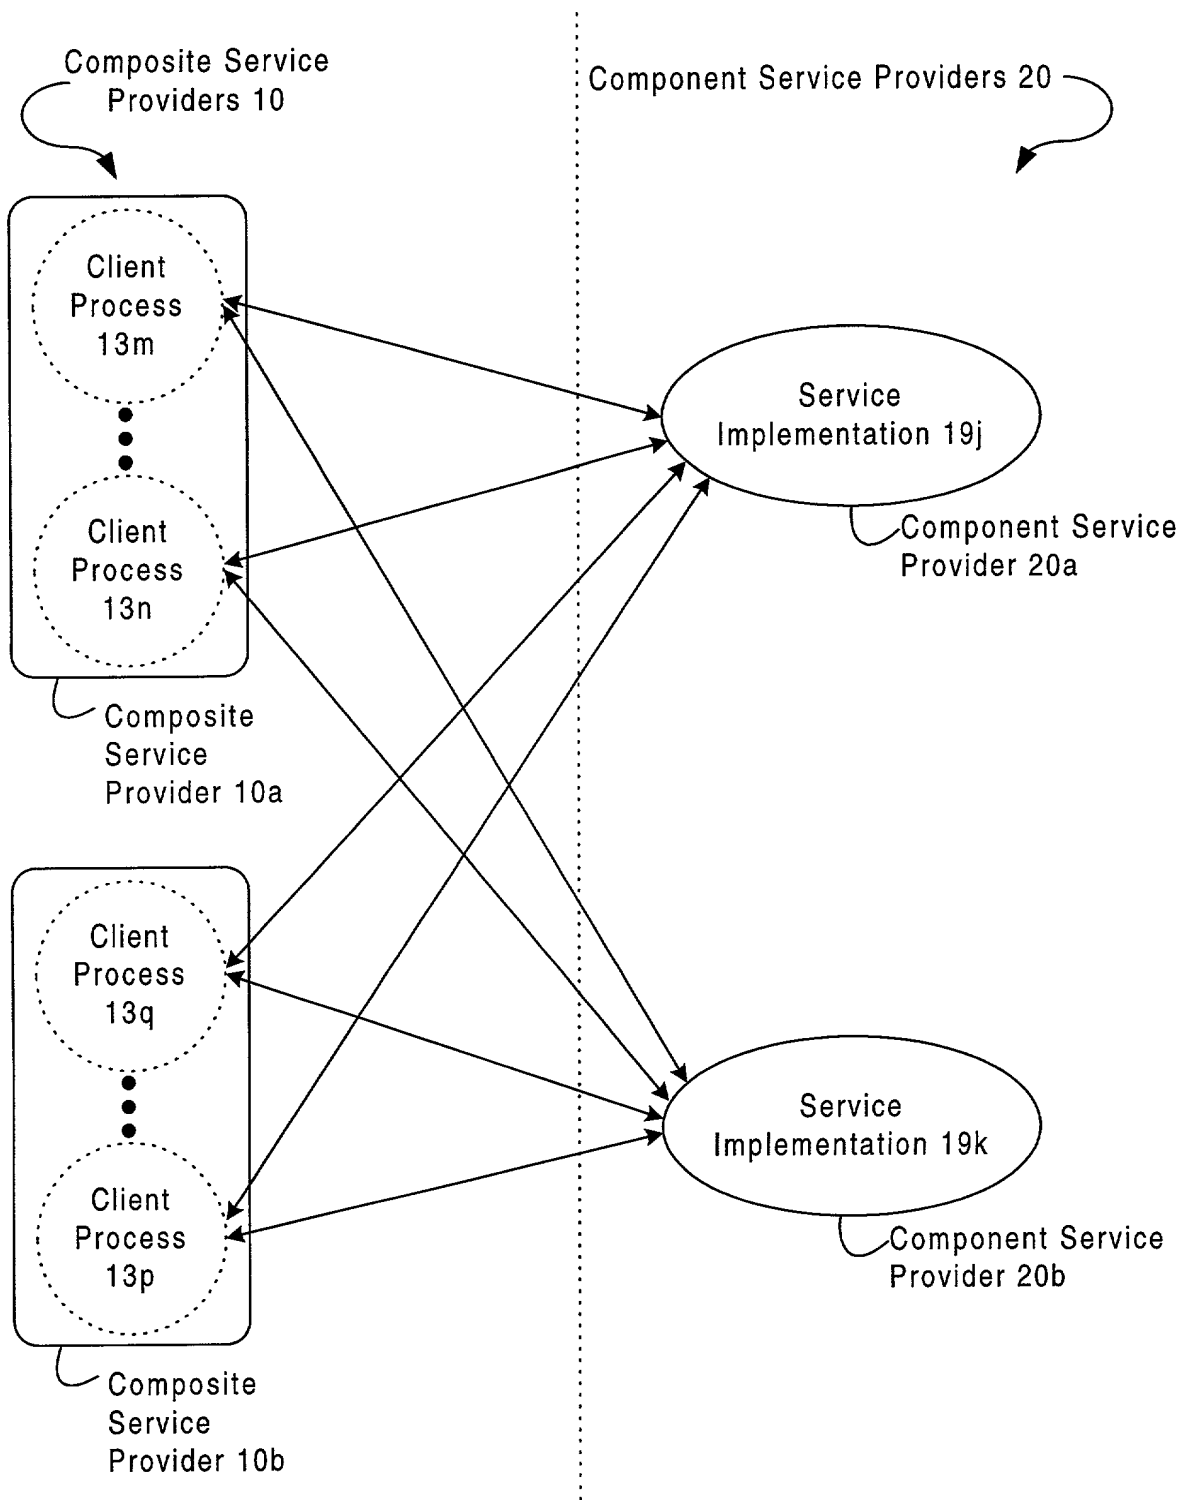 Composite Service
Providers 10
Component Service Providers 20
Client
Process
13m
Client
Process
13n
Composite
Service
Provider 10a
Service
Implementation 19j
Component Service
Provider 20a
Client
Process
13q
Client
Process
13p
Composite
Service
Provider 10b
Service
Implementation 19k
Component Service
Provider 20b